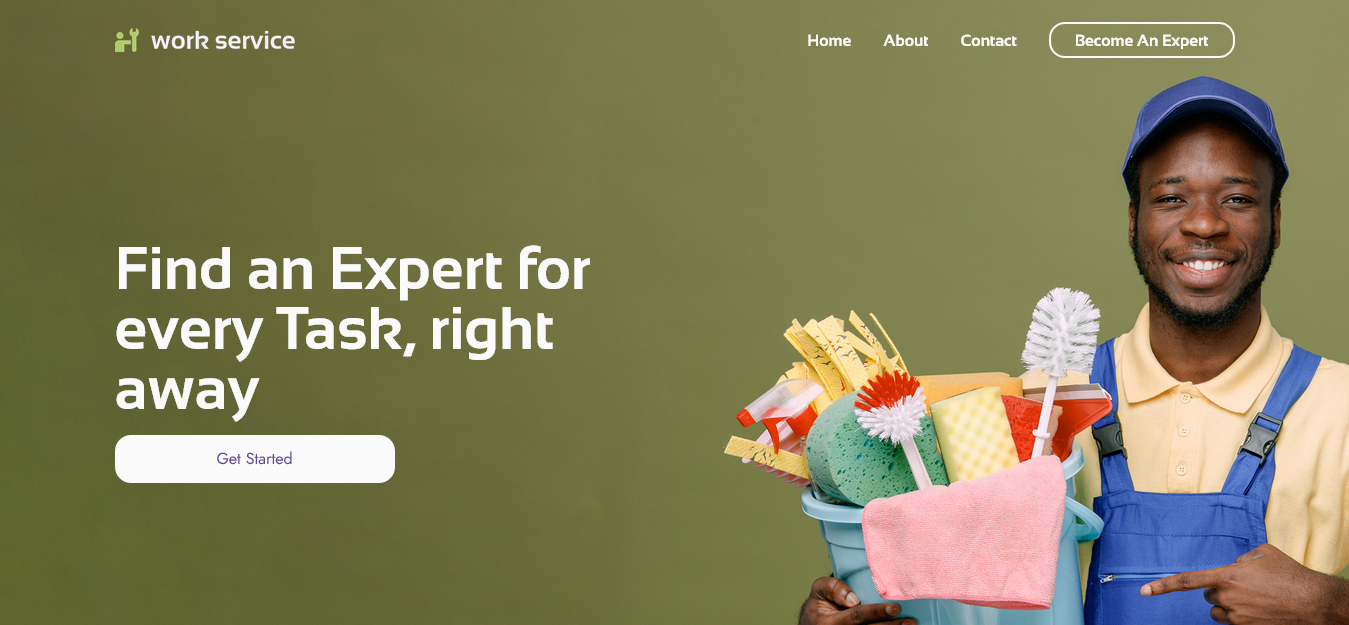 work service
Home
About
Contact
Become An Expert
Find an Expert for
every Task, right
away
Get Started